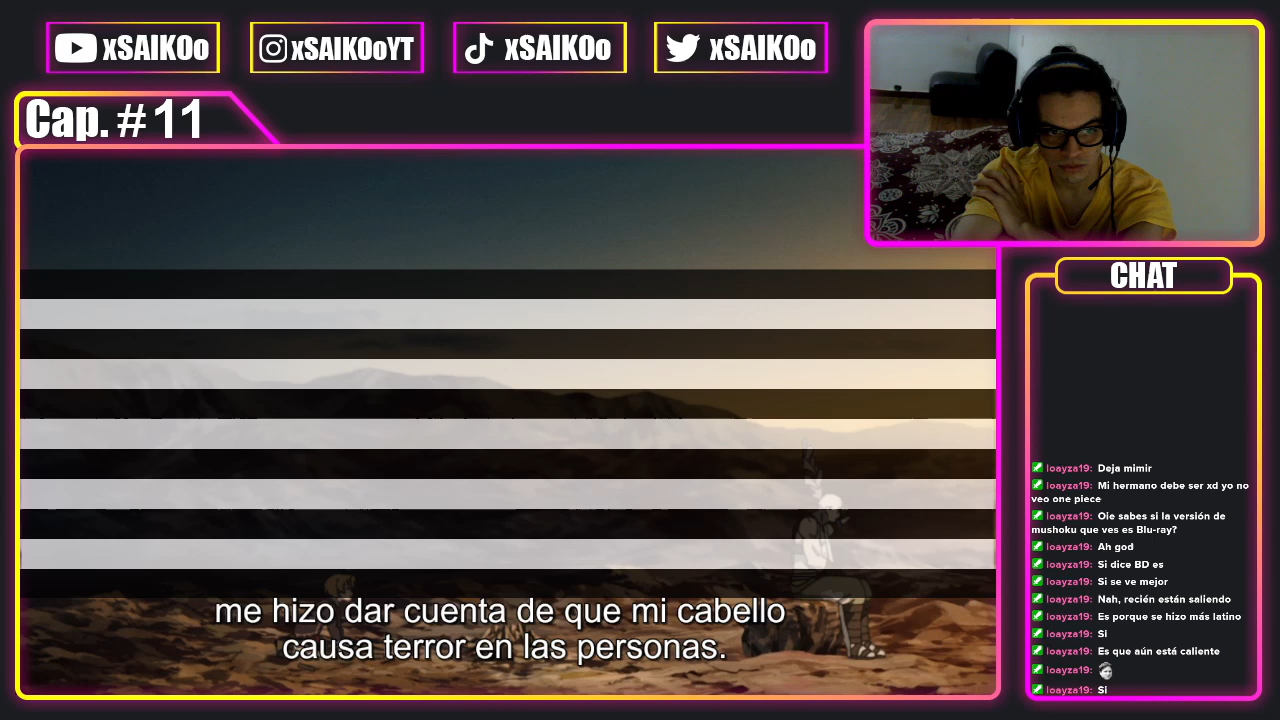 xSAIKOo
xSAIKOoYT
xSAIKOo
xSAIKOo
Cap. #11
CHAT
loayza19: Deja mimir
loayza19: Mi hermano debe ser xd yo no
veo one piece
loayza19: Oie sabes si la versión de
mushoku que ves es Blu-ray?
loayza19: Ah god
loayza19: Si dice BD es
loayza19: Si se ve mejor
loayza19: Nah, recién están saliendo
loayza19: Es porque se hizo más latino
loayza19: Si
loayza19: Es que aún está caliente
loayza19:
loayza19: Si
me hizo dar cuenta de que mi cabello
causa terror en las personas.